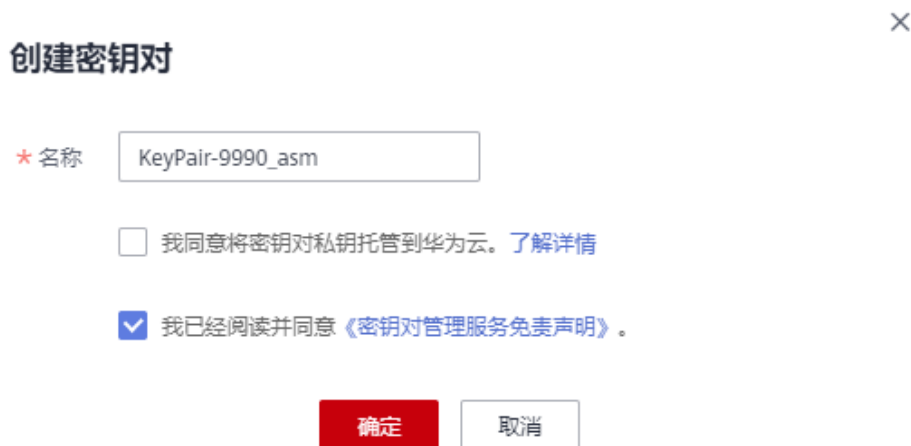 创建密钥对
* 名称 KeyPair-9990_asm
我同意将密钥对私钥托管到华为云。了解详情
我已经阅读并同意《密钥对管理服务免责声明》。
确定 取消